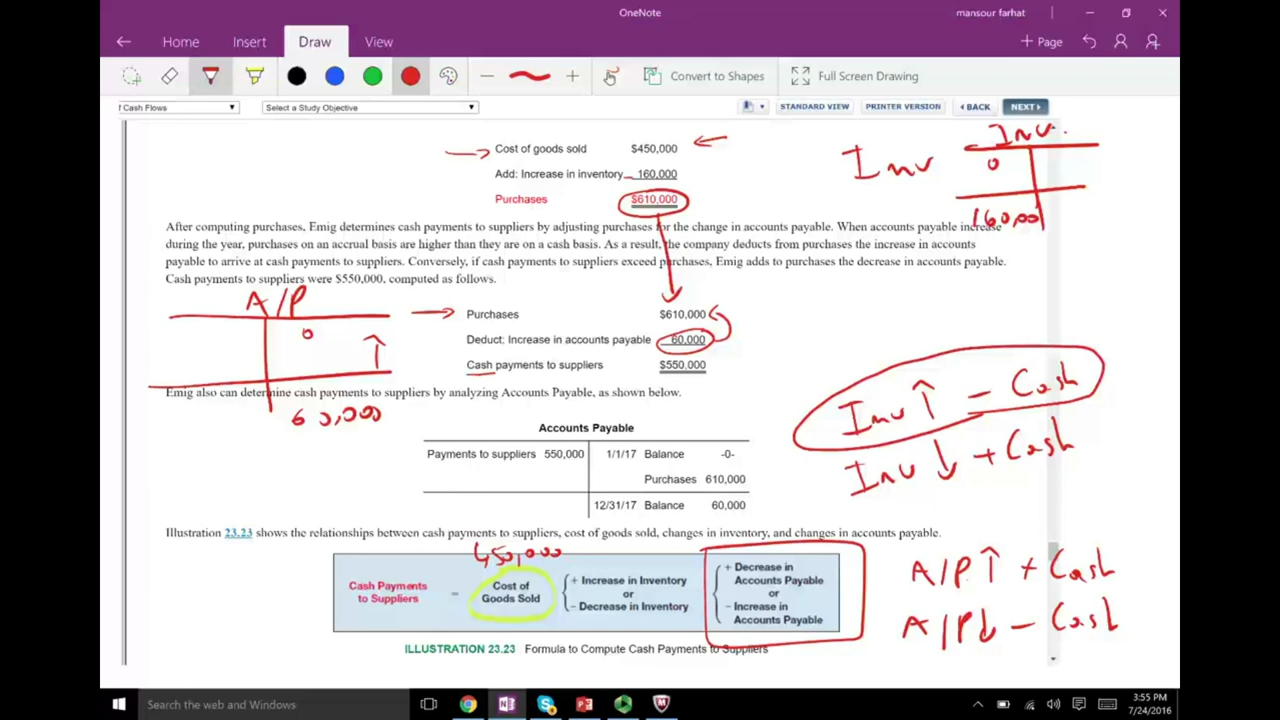 OneNote
mansour farhat
Home Insert Draw View
+ Page
Convert to Shapes
Full Screen Drawing
f Cash Flows
Select a Study Objective
STANDARD VIEW
PRINTER VERSION
BACK
NEXT
Inv.
Cost of goods sold $450,000
Inv
0
Add: Increase in inventory 160,000
Purchases $610,000
160,000
After computing purchases, Emig determines cash payments to suppliers by adjusting purchases for the change in accounts payable. When accounts payable increase
during the year, purchases on an accrual basis are higher than they are on a cash basis. As a result, the company deducts from purchases the increase in accounts
payable to arrive at cash payments to suppliers. Conversely, if cash payments to suppliers exceed purchases, Emig adds to purchases the decrease in accounts payable.
Cash payments to suppliers were $550,000, computed as follows.
A/P
Purchases $610,000
0 ↑
Deduct: Increase in accounts payable 60,000
Cash payments to suppliers $550,000
Emig also can determine cash payments to suppliers by analyzing Accounts Payable, as shown below.
60,000
Inv ↑ - Cash
Inv ↓ + Cash
Accounts Payable
Payments to suppliers 550,000 1/1/17 Balance -0-
Purchases 610,000
12/31/17 Balance 60,000
Illustration 23.23 shows the relationships between cash payments to suppliers, cost of goods sold, changes in inventory, and changes in accounts payable.
450,000
Cash Payments
to Suppliers
=
Cost of
Goods Sold
+ Increase in Inventory
or
- Decrease in Inventory
+ Decrease in
Accounts Payable
or
- Increase in
Accounts Payable
A/P ↑ + Cash
A/P ↓ - Cash
ILLUSTRATION 23.23 Formula to Compute Cash Payments to Suppliers
Search the web and Windows
3:55 PM
7/24/2016